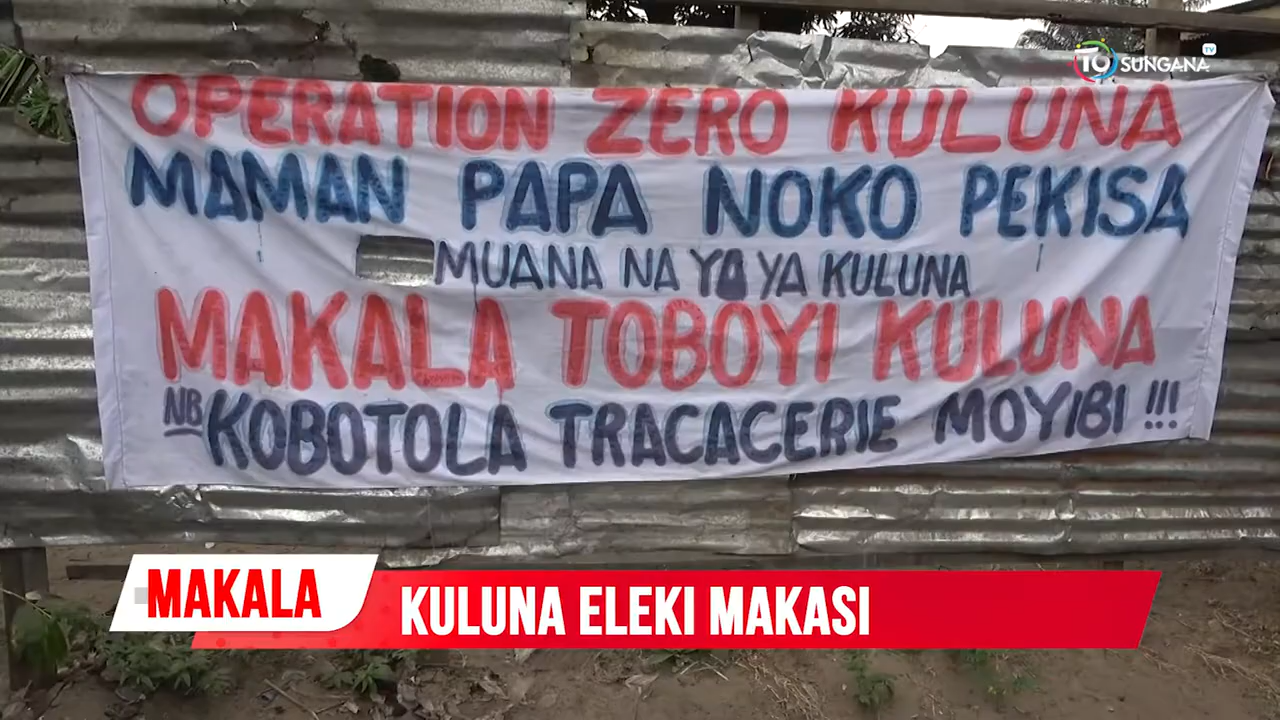 TO SUNGANA TV
OPERATION ZERO KULUNA
MAMAN PAPA NOKO PEKISA
MUANA NA YO YA KULUNA
MAKALA TOBOYI KULUNA
NB KOBOTOLA TRACACERIE MOYIBI !!!
MAKALA
KULUNA ELEKI MAKASI